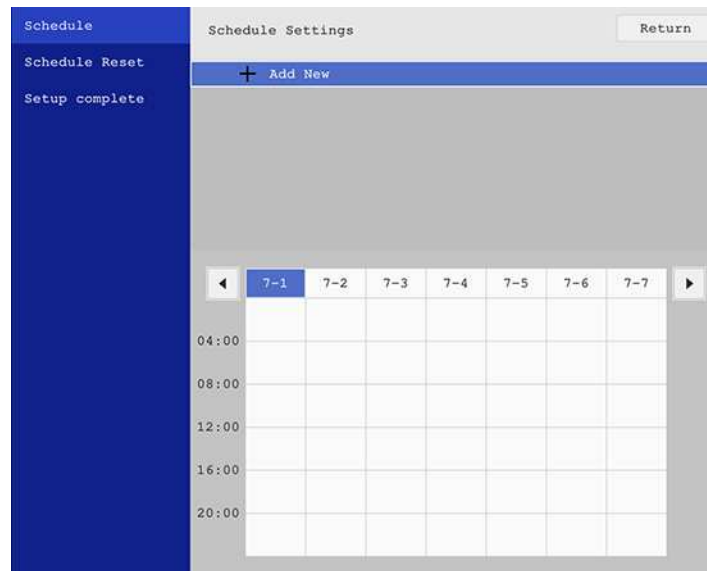 Schedule
Schedule Reset
Setup complete
Schedule Settings
Return
+ Add New
7-1 7-2 7-3 7-4 7-5 7-6 7-7
04:00
08:00
12:00
16:00
20:00